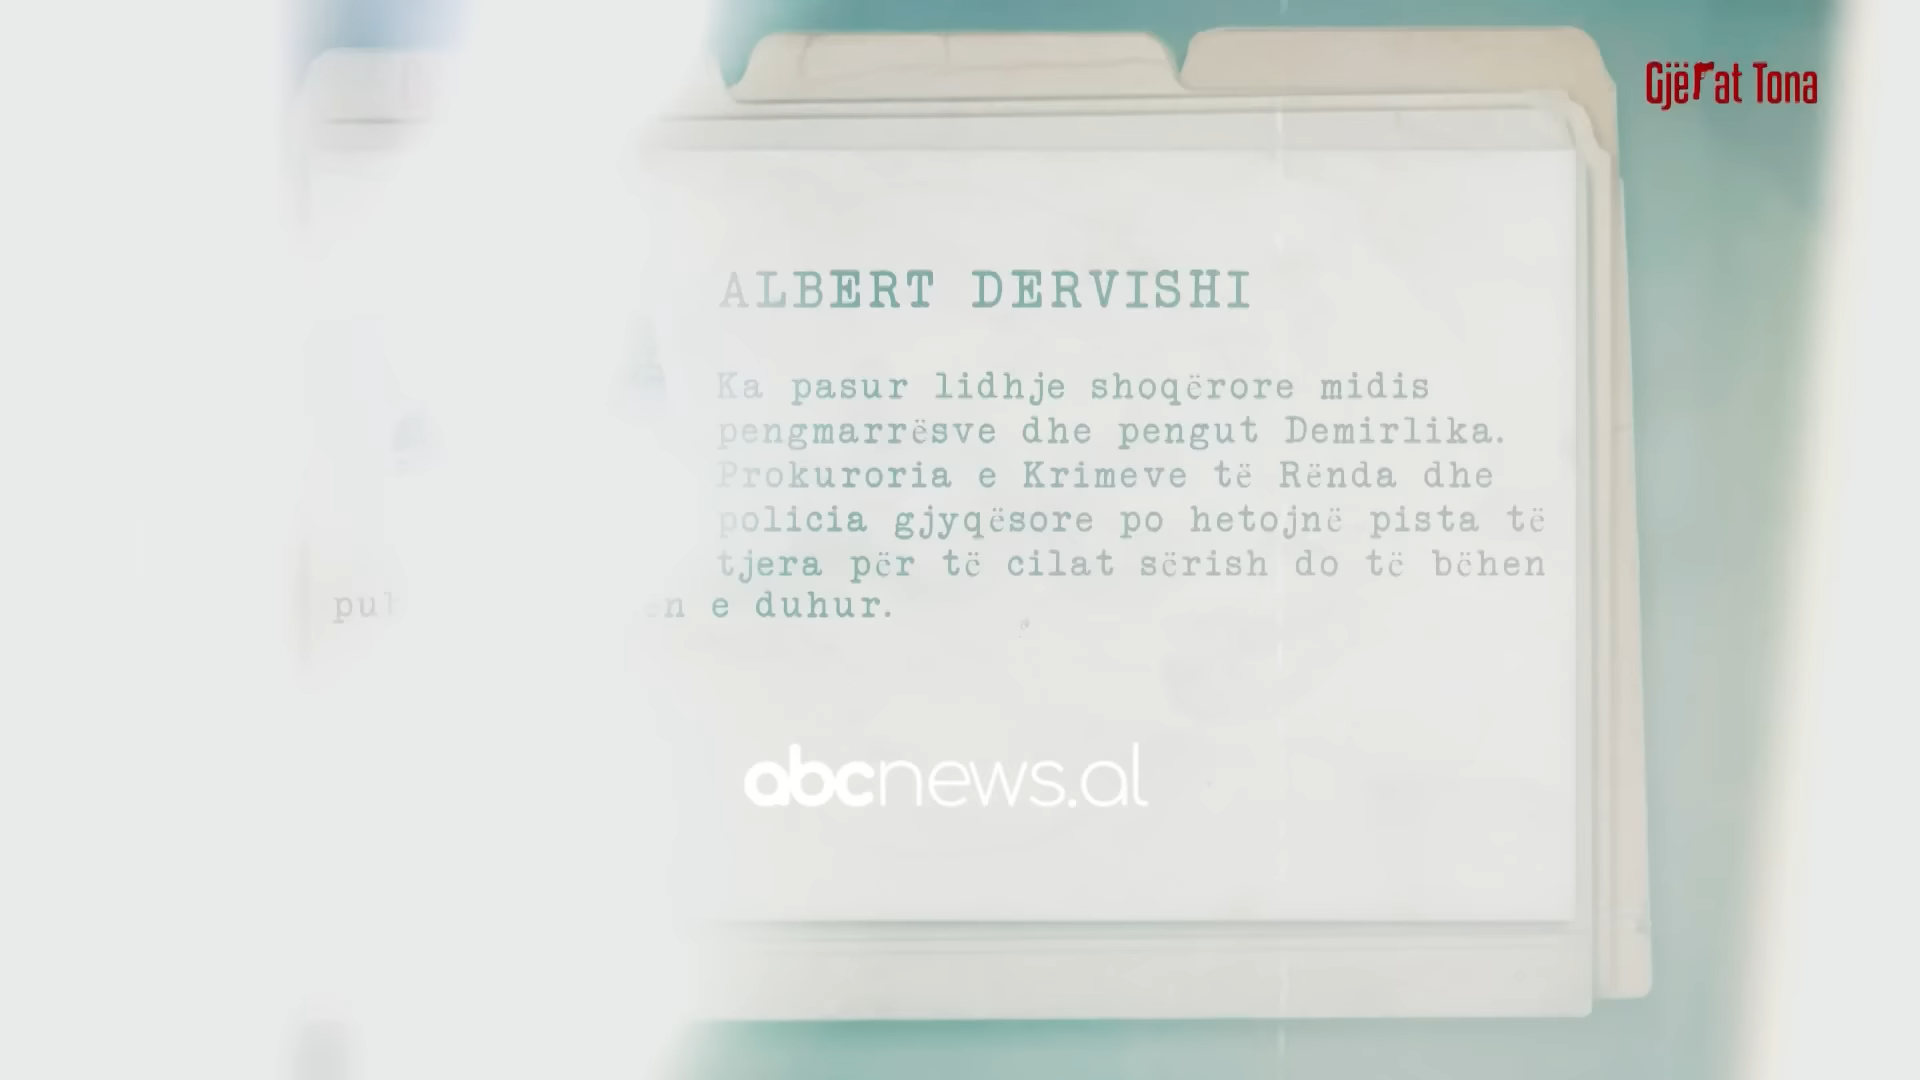 Gjërat Tona
ALBERT DERVISHI
Ka pasur lidhje shoqërore midis
pengmarrësve dhe pengut Demirlika.
Prokuroria e Krimeve të Rënda dhe
policia gjyqësore po hetojnë pista të
tjera për të cilat sërish do të bëhen
e duhur.
abcnews.al